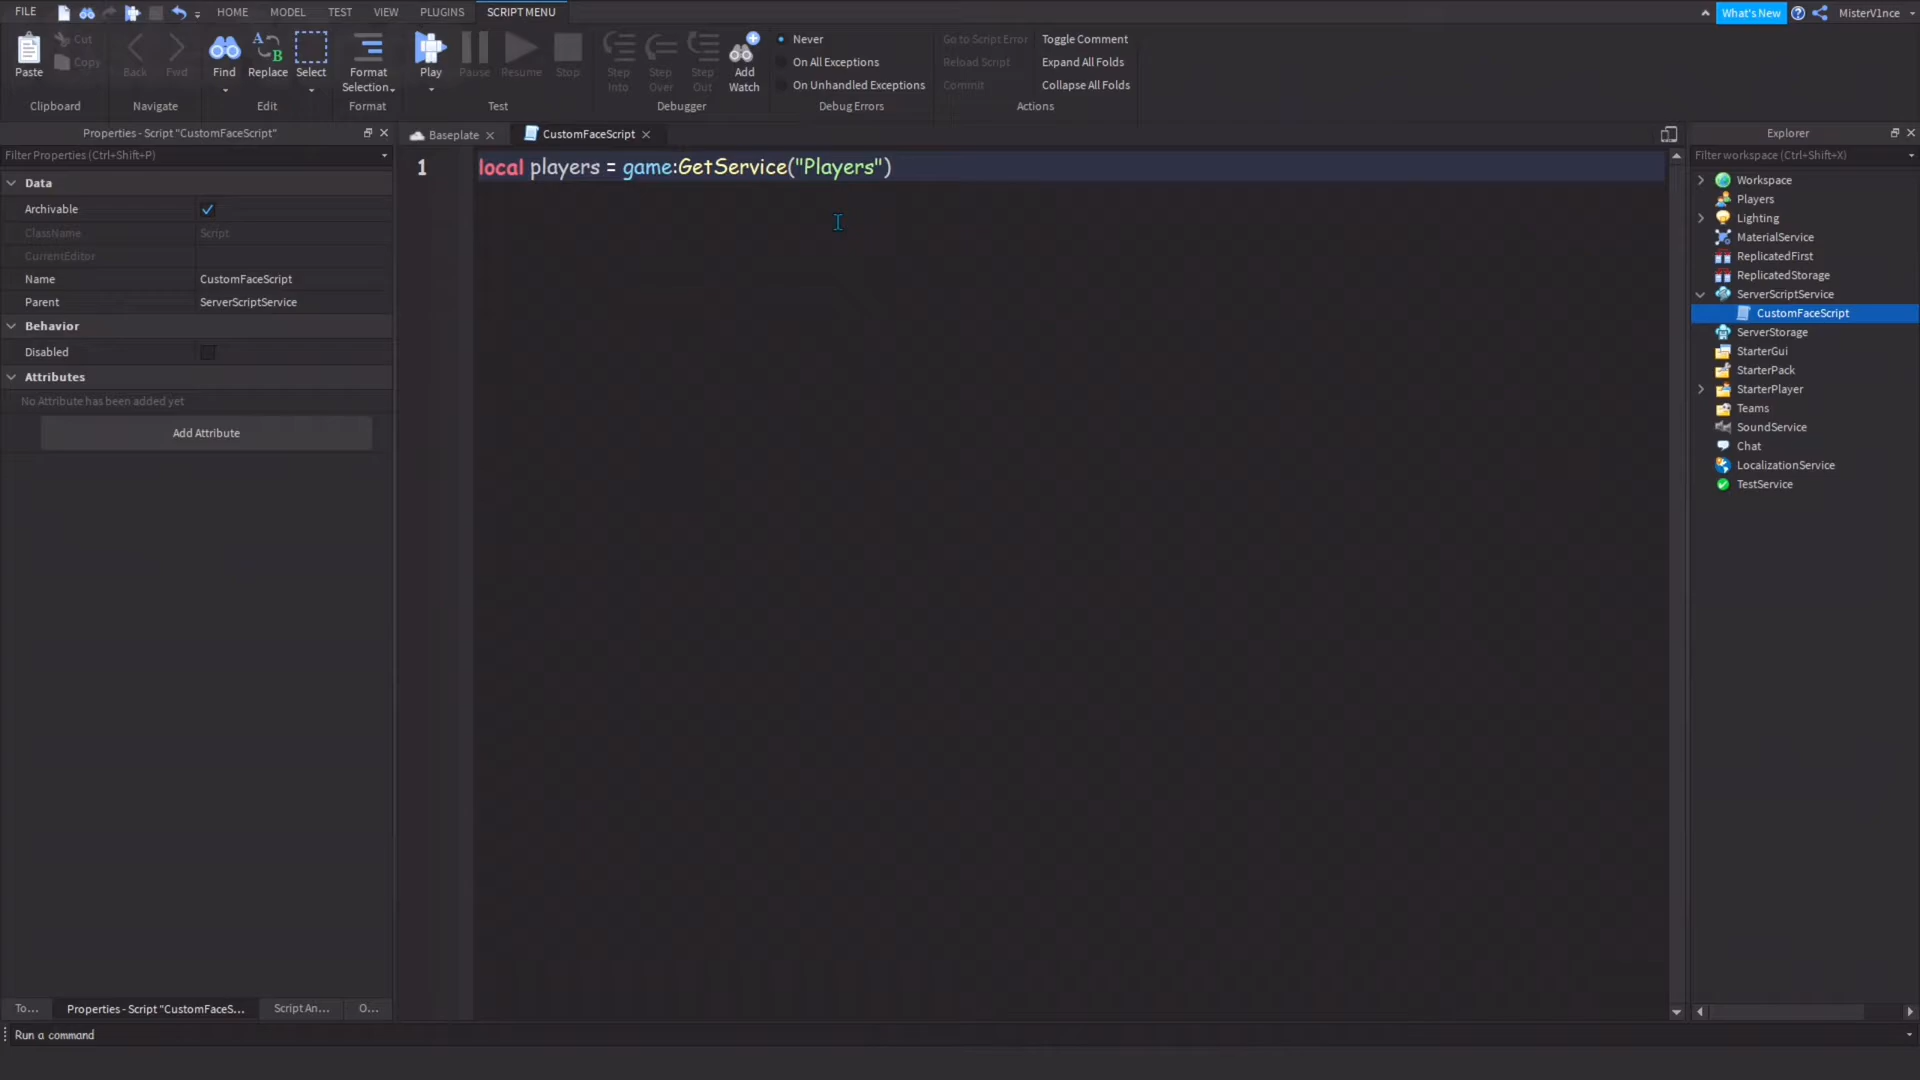 FILE HOME MODEL TEST VIEW PLUGINS SCRIPT MENU What's New MisterV1nce
Paste Cut Copy Back Fwd Find Replace Select Format Selection Play Pause Resume Stop Step Into Step Over Step Out Add Watch
Never
On All Exceptions
On Unhandled Exceptions
Go to Script Error
Reload Script
Commit
Toggle Comment
Expand All Folds
Collapse All Folds
Clipboard Navigate Edit Format Test Debugger Debug Errors Actions
Properties - Script "CustomFaceScript"
Filter Properties (Ctrl+Shift+P)
Data
Archivable
ClassName Script
CurrentEditor
Name CustomFaceScript
Parent ServerScriptService
Behavior
Disabled
Attributes
No Attribute has been added yet
Add Attribute
To... Properties - Script "CustomFaceS... Script An... O...
Run a command
Baseplate CustomFaceScript
1 local players = game:GetService("Players")
Explorer
Filter workspace (Ctrl+Shift+X)
Workspace
Players
Lighting
MaterialService
ReplicatedFirst
ReplicatedStorage
ServerScriptService
CustomFaceScript
ServerStorage
StarterGui
StarterPack
StarterPlayer
Teams
SoundService
Chat
LocalizationService
TestService